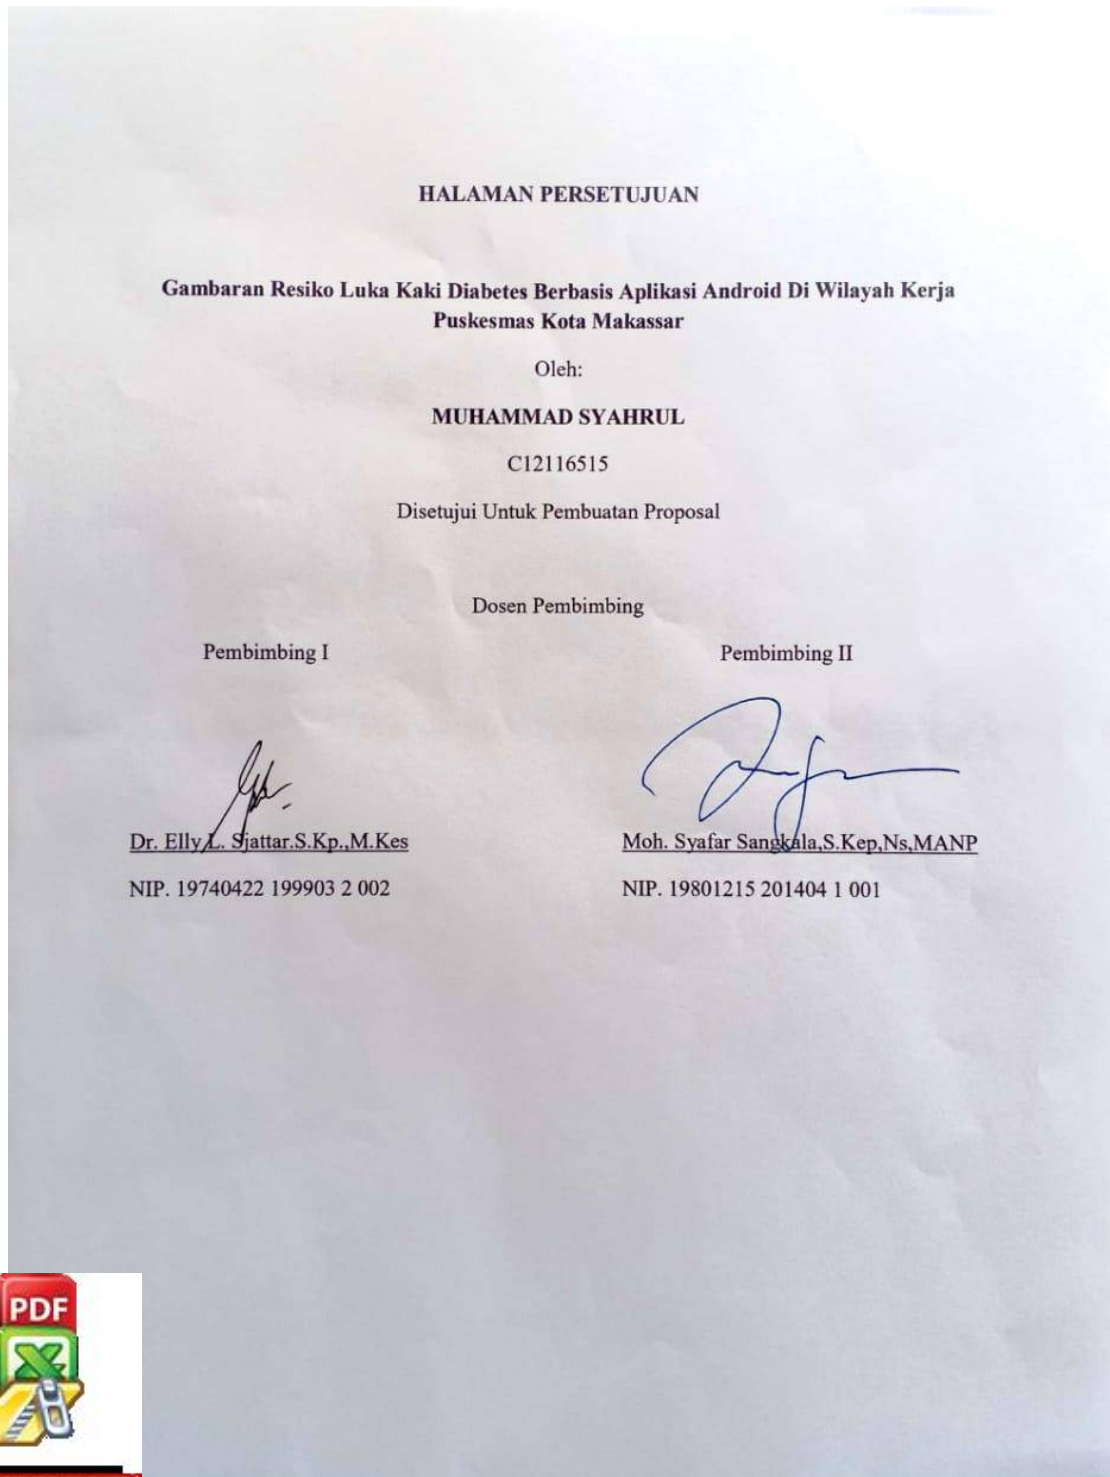 HALAMAN PERSETUJUAN
Gambaran Resiko Luka Kaki Diabetes Berbasis Aplikasi Android Di Wilayah Kerja
Puskesmas Kota Makassar
Oleh:
MUHAMMAD SYAHRUL
C12116515
Disetujui Untuk Pembuatan Proposal
Dosen Pembimbing
Pembimbing I
Pembimbing II
Dr. Elly L. Sjattar.S.Kp.,M.Kes
Moh. Syafar Sangkala,S.Kep,Ns,MANP
NIP. 19740422 199903 2 002
NIP. 19801215 201404 1 001
PDF